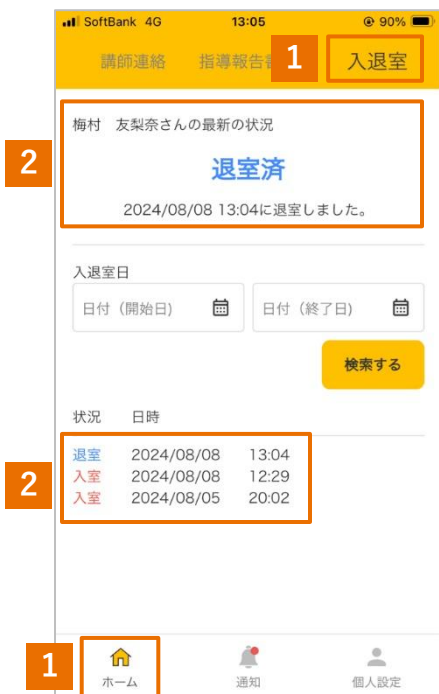 SoftBank 4G 13:05 90%
講師連絡 指導報告 1 入退室
2
梅村 友梨奈さんの最新の状況
退室済
2024/08/08 13:04に退室しました。
入退室日
日付（開始日) 日付（終了日)
検索する
状況 日時
2
退室 2024/08/08 13:04
入室 2024/08/08 12:29
入室 2024/08/05 20:02
1
ホーム 通知 個人設定